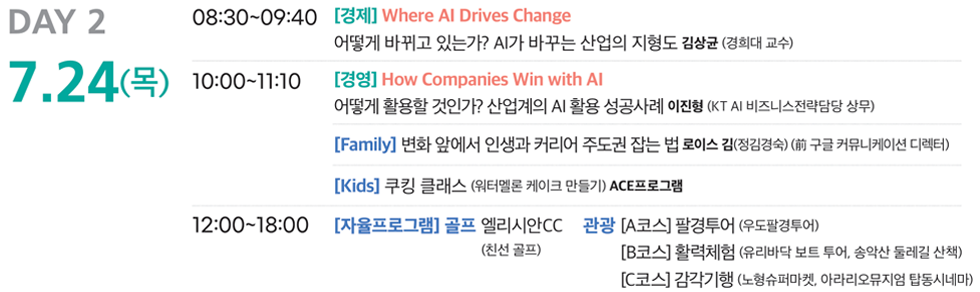 DAY 2
7.24(목)
08:30~09:40 [경제] Where AI Drives Change
어떻게 바뀌고 있는가? AI가 바꾸는 산업의 지형도 김상균 (경희대 교수)
10:00~11:10 [경영] How Companies Win with AI
어떻게 활용할 것인가? 산업계의 AI 활용 성공사례 이진형 (KT AI 비즈니스전략담당 상무)
[Family] 변화 앞에서 인생과 커리어 주도권 잡는 법 로이스 김(정김경숙) (前 구글 커뮤니케이션 디렉터)
[Kids] 쿠킹 클래스 (워터멜론 케이크 만들기) ACE프로그램
12:00~18:00 [자율프로그램] 골프 엘리시안CC 관광 [A코스] 팔경투어 (우도팔경투어)
(친선 골프) [B코스] 활력체험 (유리바닥 보트 투어, 송악산 둘레길 산책)
[C코스] 감각기행 (노형슈퍼마켓, 아라리오뮤지엄 탑동시네마)